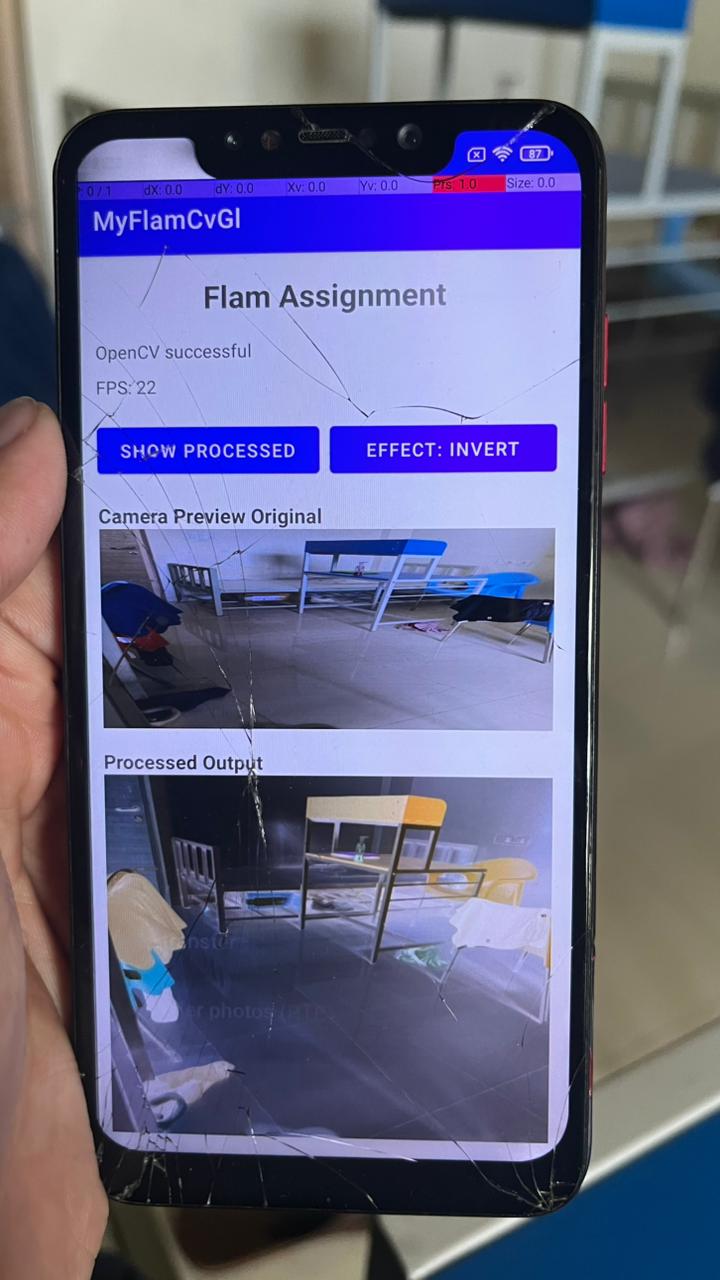 87
0 / 1 dX: 0.0 dY: 0.0 Xv: 0.0 Yv: 0.0 Prs: 1.0 Size: 0.0
MyFlamCvGl
Flam Assignment
OpenCV successful
FPS: 22
SHOW PROCESSED EFFECT: INVERT
Camera Preview Original
Processed Output
photos